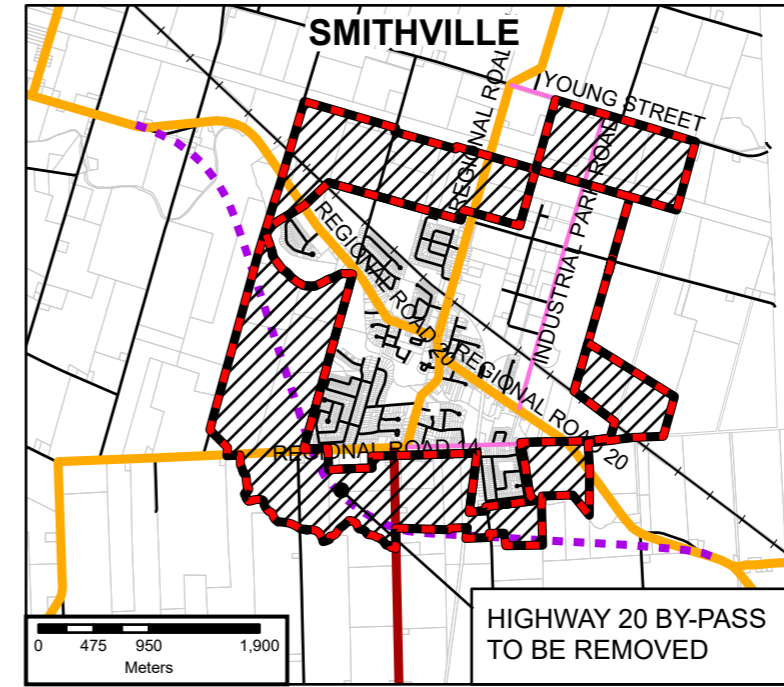 SMITHVILLE
YOUNG STREET
REGIONAL ROAD
INDUSTRIAL PARK ROAD
REGIONAL ROAD 20
REGIONAL ROAD 20
REGIONAL ROAD 14
HIGHWAY 20 BY-PASS
TO BE REMOVED
0 475 950 1,900
Meters